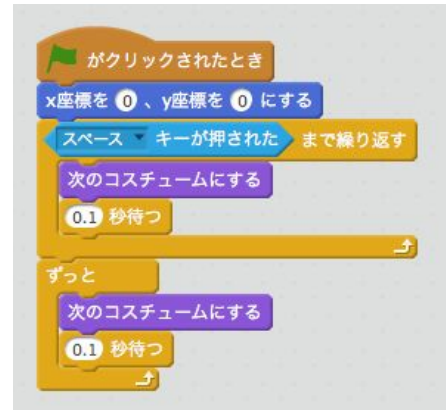 がクリックされたとき
x座標を 0 、y座標を 0 にする
スペース キーが押された まで繰り返す
次のコスチュームにする
0.1 秒待つ
ずっと
次のコスチュームにする
0.1 秒待つ